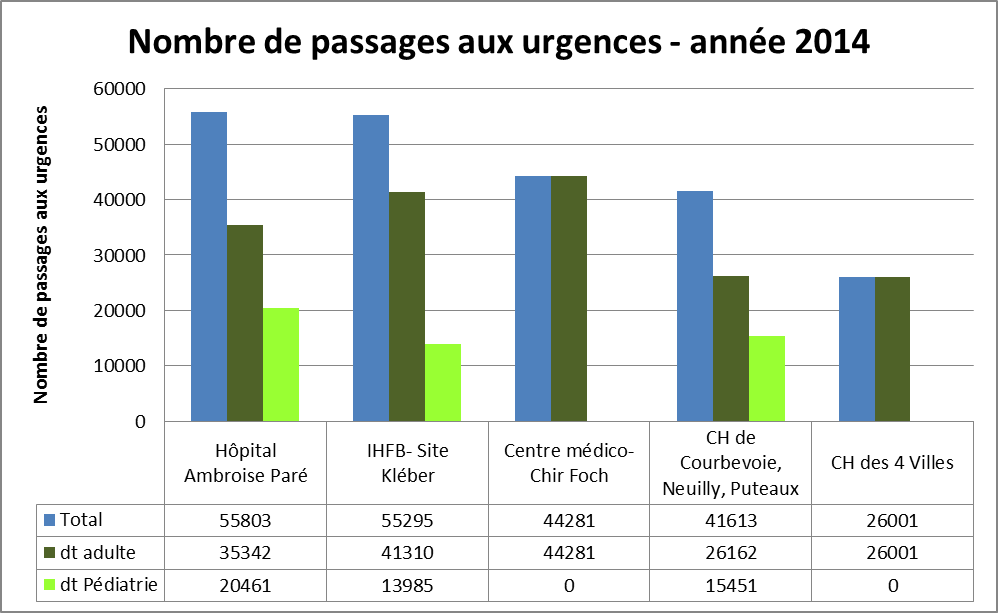 Nombre de passages aux urgences - année 2014
Nombre de passages aux urgences
60000
50000
40000
30000
20000
10000
0
Hôpital
Ambroise Paré
IHFB- Site
Kléber
Centre médico-
Chir Foch
CH de
Courbevoie,
Neuilly, Puteaux
CH des 4 Villes
Total 55803 55295 44281 41613 26001
dt adulte 35342 41310 44281 26162 26001
dt Pédiatrie 20461 13985 0 15451 0